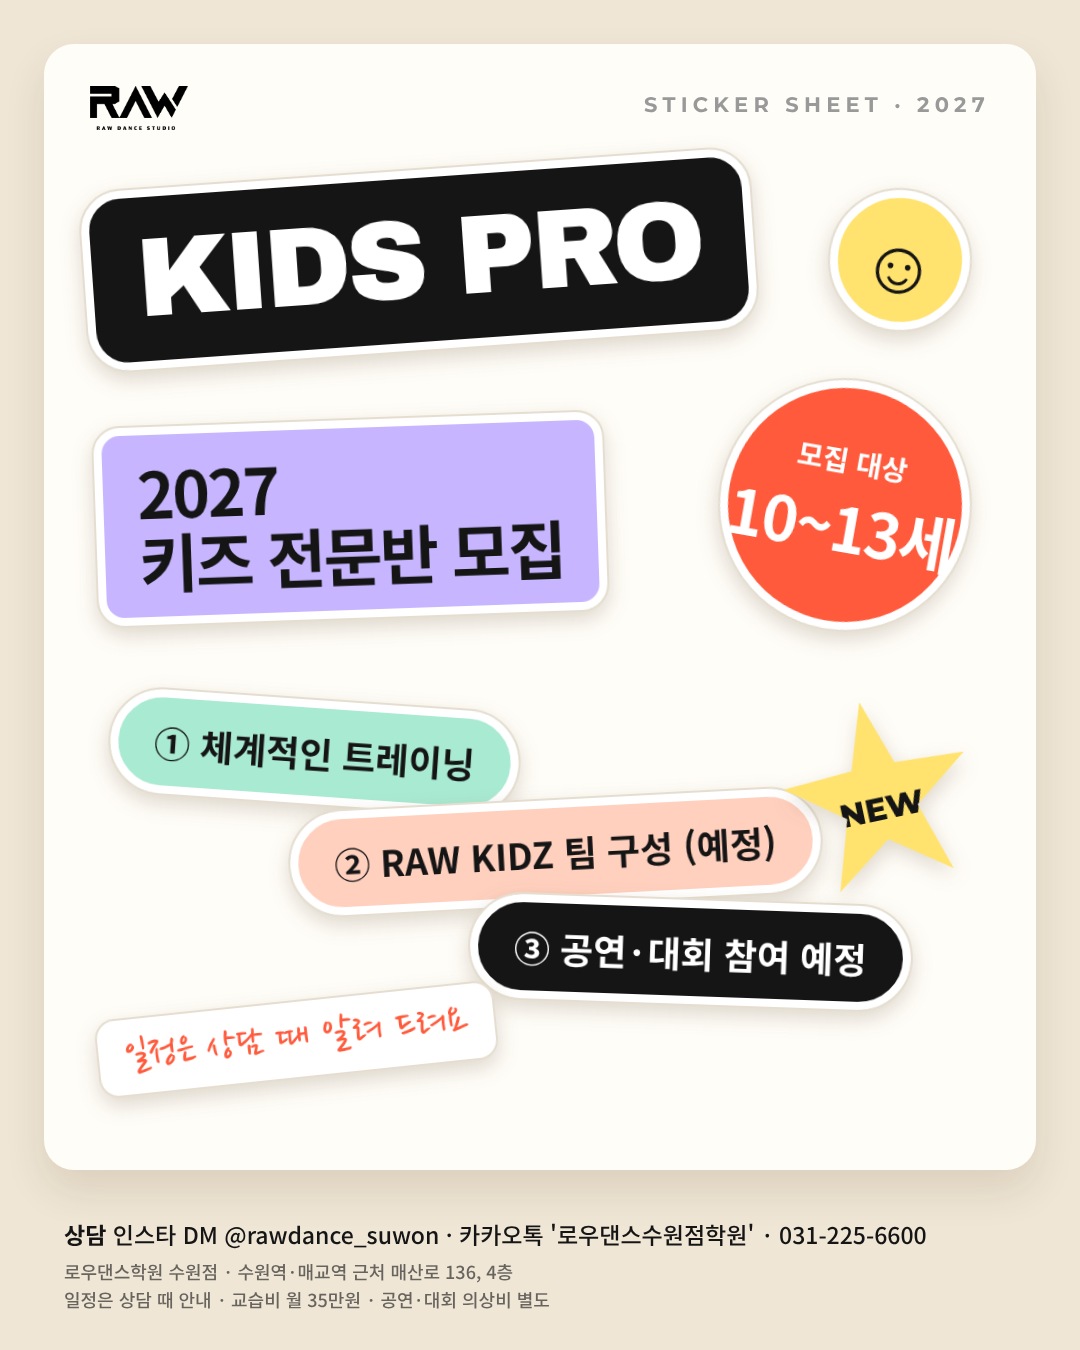 RAW
RAW DANCE STUDIO
STICKER SHEET · 2027
KIDS PRO
2027
키즈 전문반 모집
모집 대상
10~13세
① 체계적인 트레이닝
NEW
② RAW KIDZ 팀 구성 (예정)
③ 공연·대회 참여 예정
일정은 상담 때 알려 드려요
상담 인스타 DM @rawdance_suwon · 카카오톡 '로우댄스수원점학원' · 031-225-6600
로우댄스학원 수원점 · 수원역·매교역 근처 매산로 136, 4층
일정은 상담 때 안내 · 교습비 월 35만원 · 공연·대회 의상비 별도